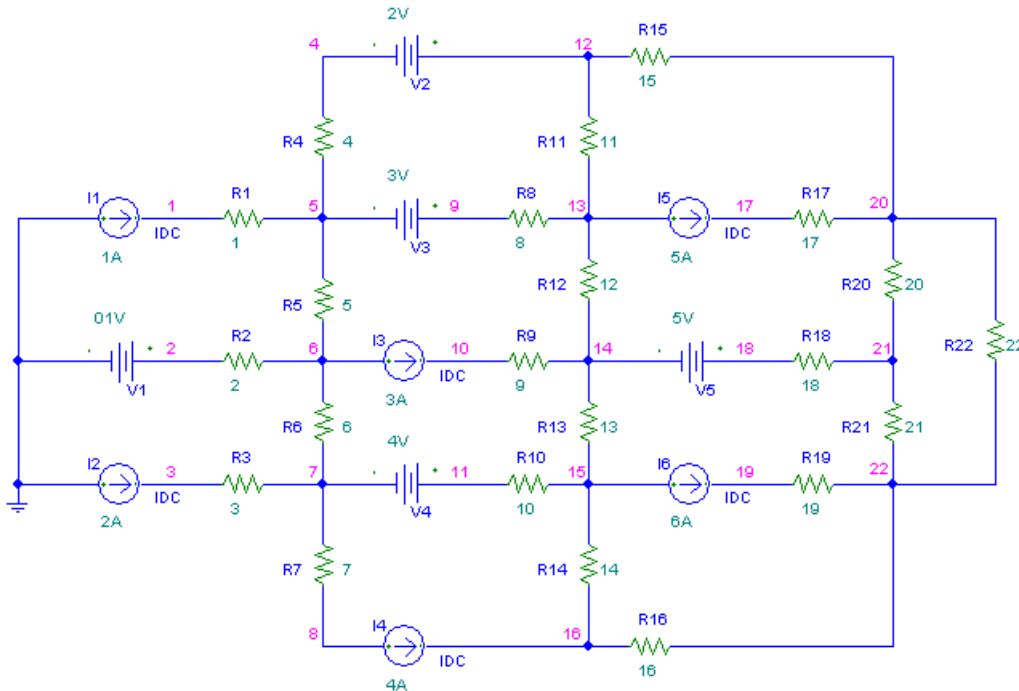 2V
4
12
R15
V2
15
R4
4
R11
11
3V
I1
1
R1
5
9
R8
13
I5
17
R17
20
IDC
1
V3
8
IDC
17
1A
5A
R5
5
R12
12
R20
20
01V
5V
2
R2
6
I3
10
R9
14
18
R18
21
R22
22
V1
2
IDC
9
V5
18
3A
R6
6
R13
13
R21
21
4V
I2
3
R3
7
11
R10
15
I6
19
R19
22
IDC
3
V4
10
IDC
19
2A
6A
R7
7
R14
14
8
I4
16
R16
IDC
16
4A